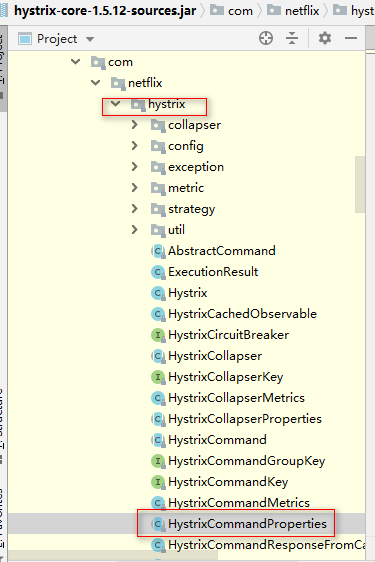 hystrix-core-1.5.12-sources.jar com netflix hyst
Project
com
netflix
hystrix
collapser
config
exception
metric
strategy
util
AbstractCommand
ExecutionResult
Hystrix
HystrixCachedObservable
HystrixCircuitBreaker
HystrixCollapser
HystrixCollapserKey
HystrixCollapserMetrics
HystrixCollapserProperties
HystrixCommand
HystrixCommandGroupKey
HystrixCommandKey
HystrixCommandMetrics
HystrixCommandProperties
HystrixCommandResponseFromCa